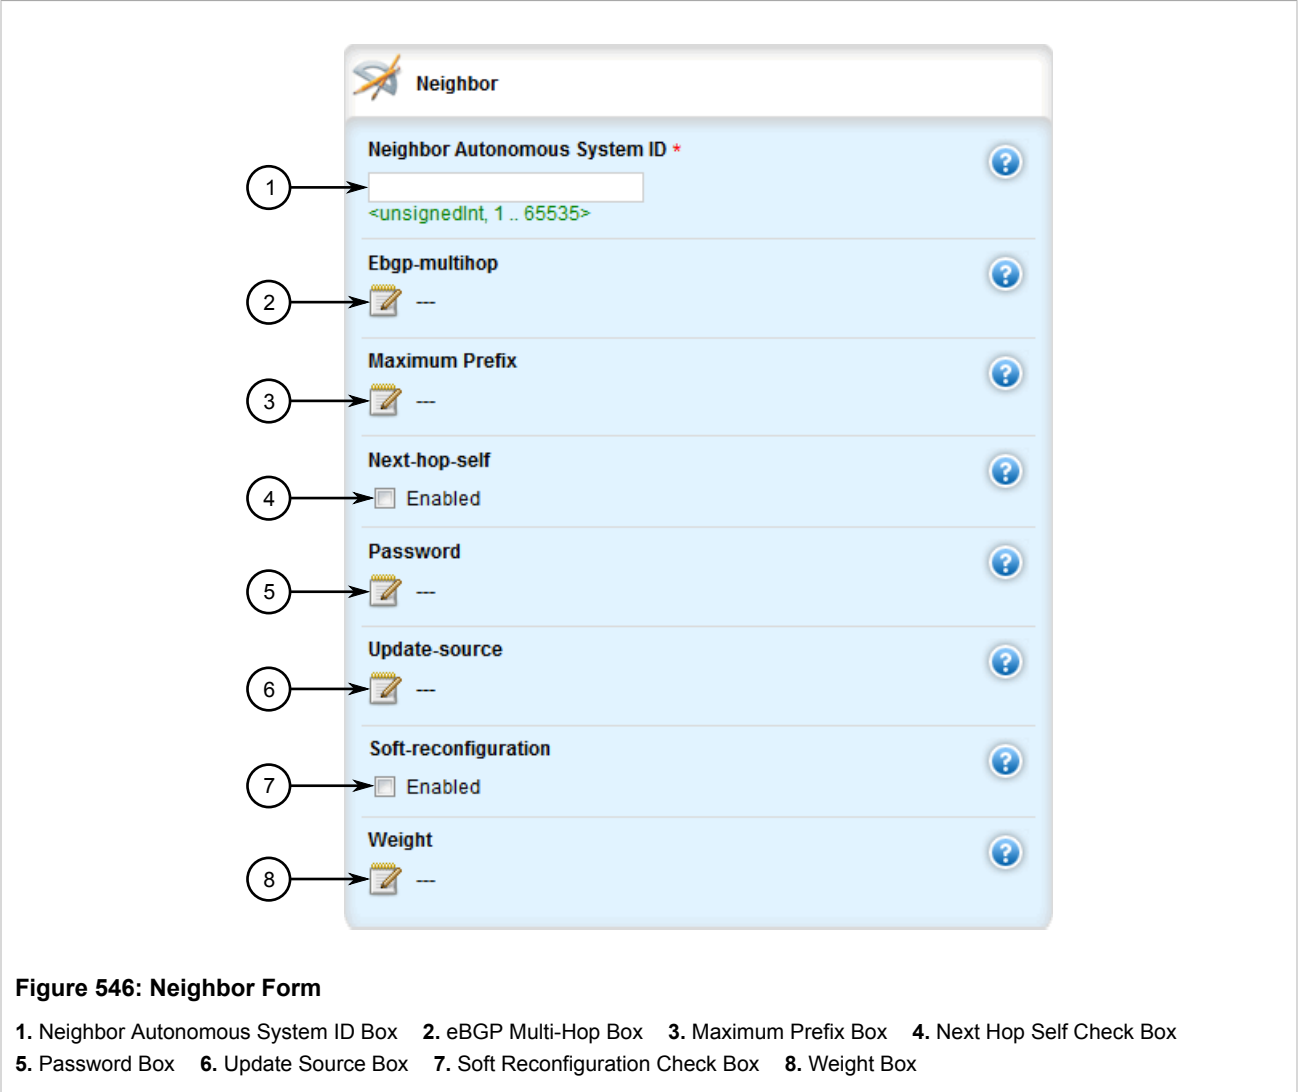 Neighbor
Neighbor Autonomous System ID *
1
<unsignedInt, 1 .. 65535>
Ebgp-multihop
2
---
Maximum Prefix
3
---
Next-hop-self
4
Enabled
Password
5
---
Update-source
6
---
Soft-reconfiguration
7
Enabled
Weight
8
---
Figure 546: Neighbor Form
1. Neighbor Autonomous System ID Box 2. eBGP Multi-Hop Box 3. Maximum Prefix Box 4. Next Hop Self Check Box
5. Password Box 6. Update Source Box 7. Soft Reconfiguration Check Box 8. Weight Box